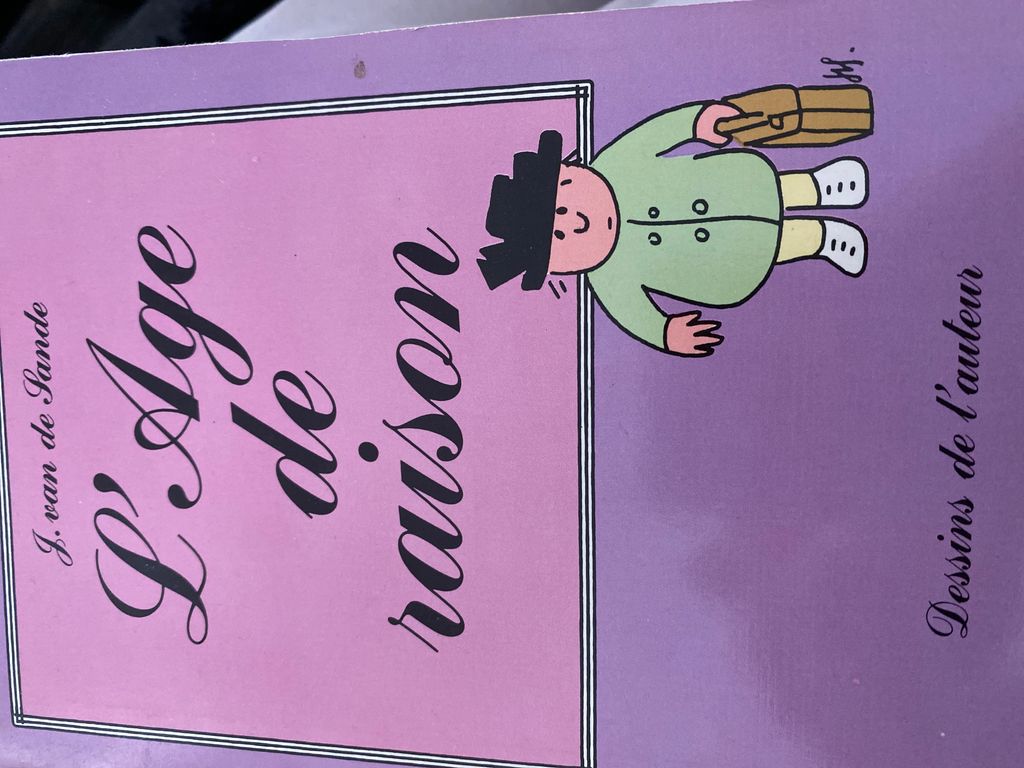 J. van de Sande
L'Age
de
raison
Dessins de l'auteur